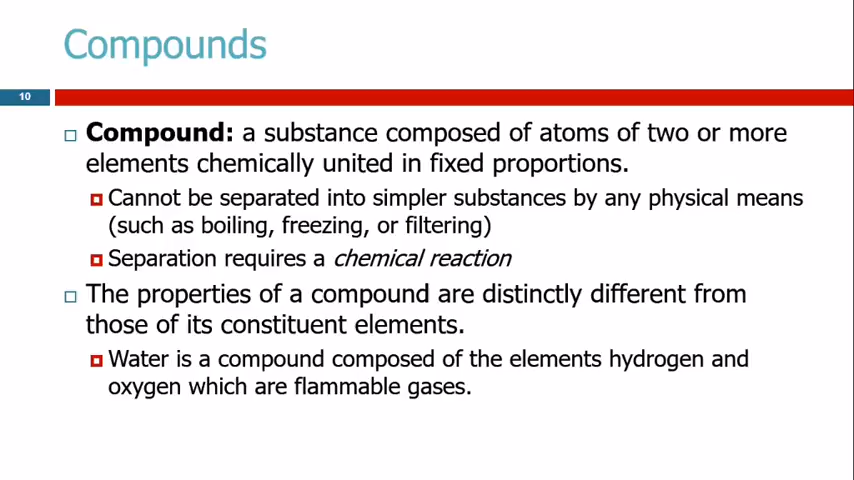 Compounds
10
Compound: a substance composed of atoms of two or more
elements chemically united in fixed proportions.
Cannot be separated into simpler substances by any physical means
(such as boiling, freezing, or filtering)
Separation requires a chemical reaction
The properties of a compound are distinctly different from
those of its constituent elements.
Water is a compound composed of the elements hydrogen and
oxygen which are flammable gases.